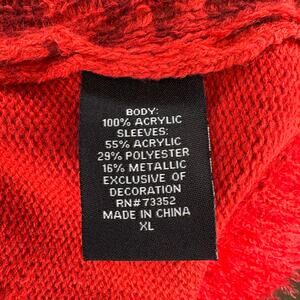 BODY:
100% ACRYLIC
SLEEVES:
55% ACRYLIC
29% POLYESTER
16% METALLIC
EXCLUSIVE OF
DECORATION
RN# 73352
MADE IN CHINA
XL